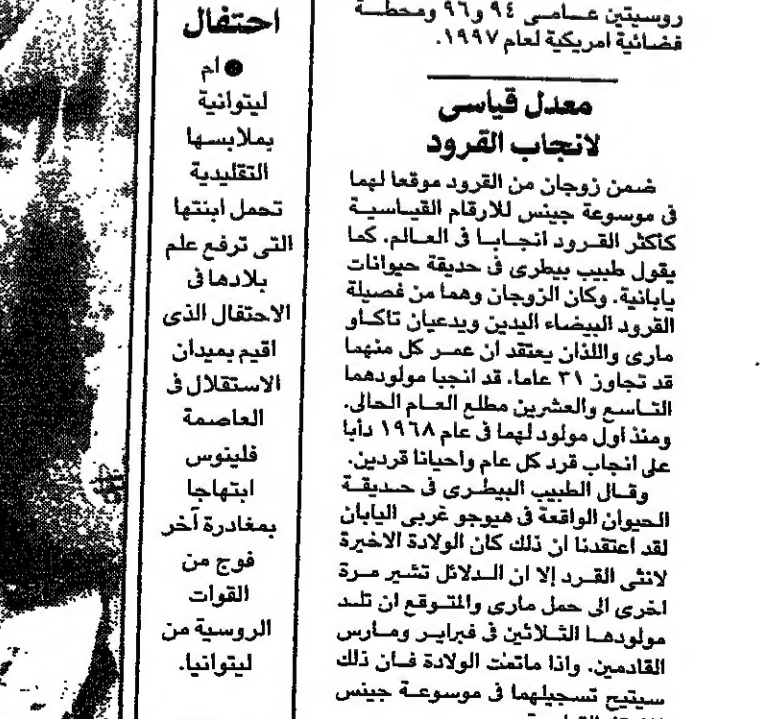 روسيتين عامى ٩٤ و٩٦ ومحطة
فضائية امريكية لعام ١٩٩٧.
معدل قياسى
لانجاب القرود
ضمن زوجان من القرود موقعا لهما
فى موسوعة جينس للارقام القياسية
كأكثر القرود انجابا فى العالم. كما
يقول طبيب بيطرى فى حديقة حيوانات
يابانية. وكان الزوجان وهما من فصيلة
القرود البيضاء اليدين ويدعيان تاكاو
مارى واللذان يعتقد ان عمر كل منهما
قد تجاوز ٣١ عاما، قد انجبا مولودهما
التاسع والعشرين مطلع العام الحالى.
ومنذ اول مولود لهما فى عام ١٩٦٨ دأبا
على انجاب قرد كل عام واحيانا قردين.
وقال الطبيب البيطرى فى حديقة
الحيوان الواقعة فى هيوجو غربى اليابان
لقد اعتقدنا ان ذلك كان الولادة الاخيرة
لانثى القرد إلا ان الدلائل تشير مرة
اخرى الى حمل مارى والمتوقع ان تلد
مولودها الثلاثين فى فبراير ومارس
القادمين. واذا ماتمت الولادة فان ذلك
سيتيح تسجيلهما فى موسوعة جينس
احتفال
● ام
ليتوانية
بملابسها
التقليدية
تحمل ابنتها
التى ترفع علم
بلادها فى
الاحتفال الذى
اقيم بميدان
الاستقلال فى
العاصمة
فلينوس
ابتهاجا
بمغادرة آخر
فوج من
القوات
الروسية من
ليتوانيا.